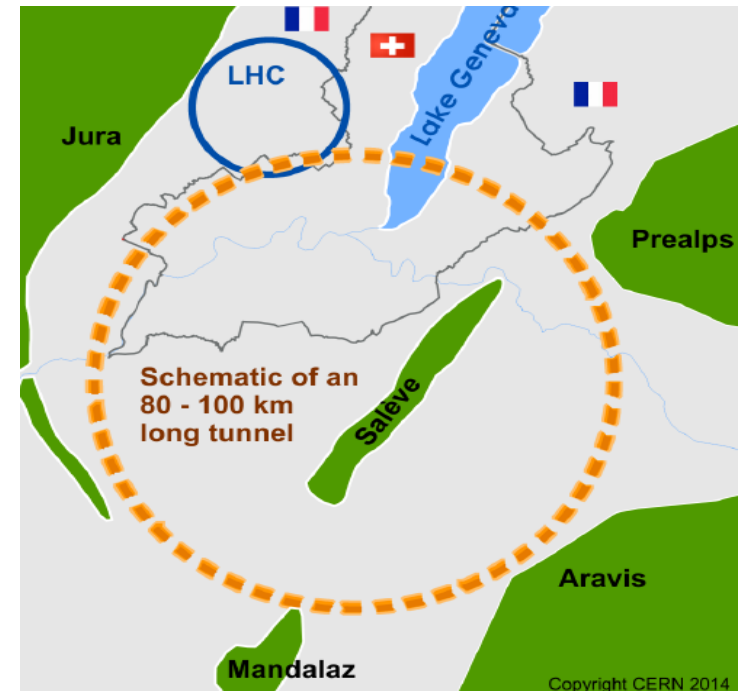 LHC
Lake Geneva
Jura
Prealps
Schematic of an
80 - 100 km
long tunnel
Salève
Aravis
Mandalaz
Copyright CERN 2014